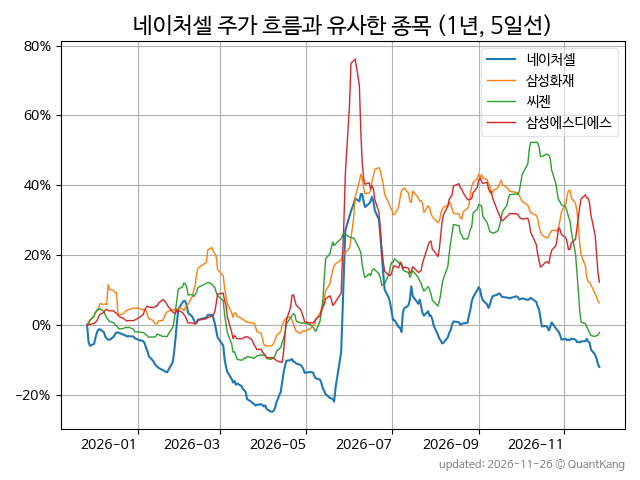 네이처셀 주가 흐름과 유사한 종목 (1년, 5일선)
80%
60%
40%
20%
0%
−20%
네이처셀
삼성화재
씨젠
삼성에스디에스
2026−01 2026−03 2026−05 2026−07 2026−09 2026−11
updated: 2026−11−26 © QuantKang